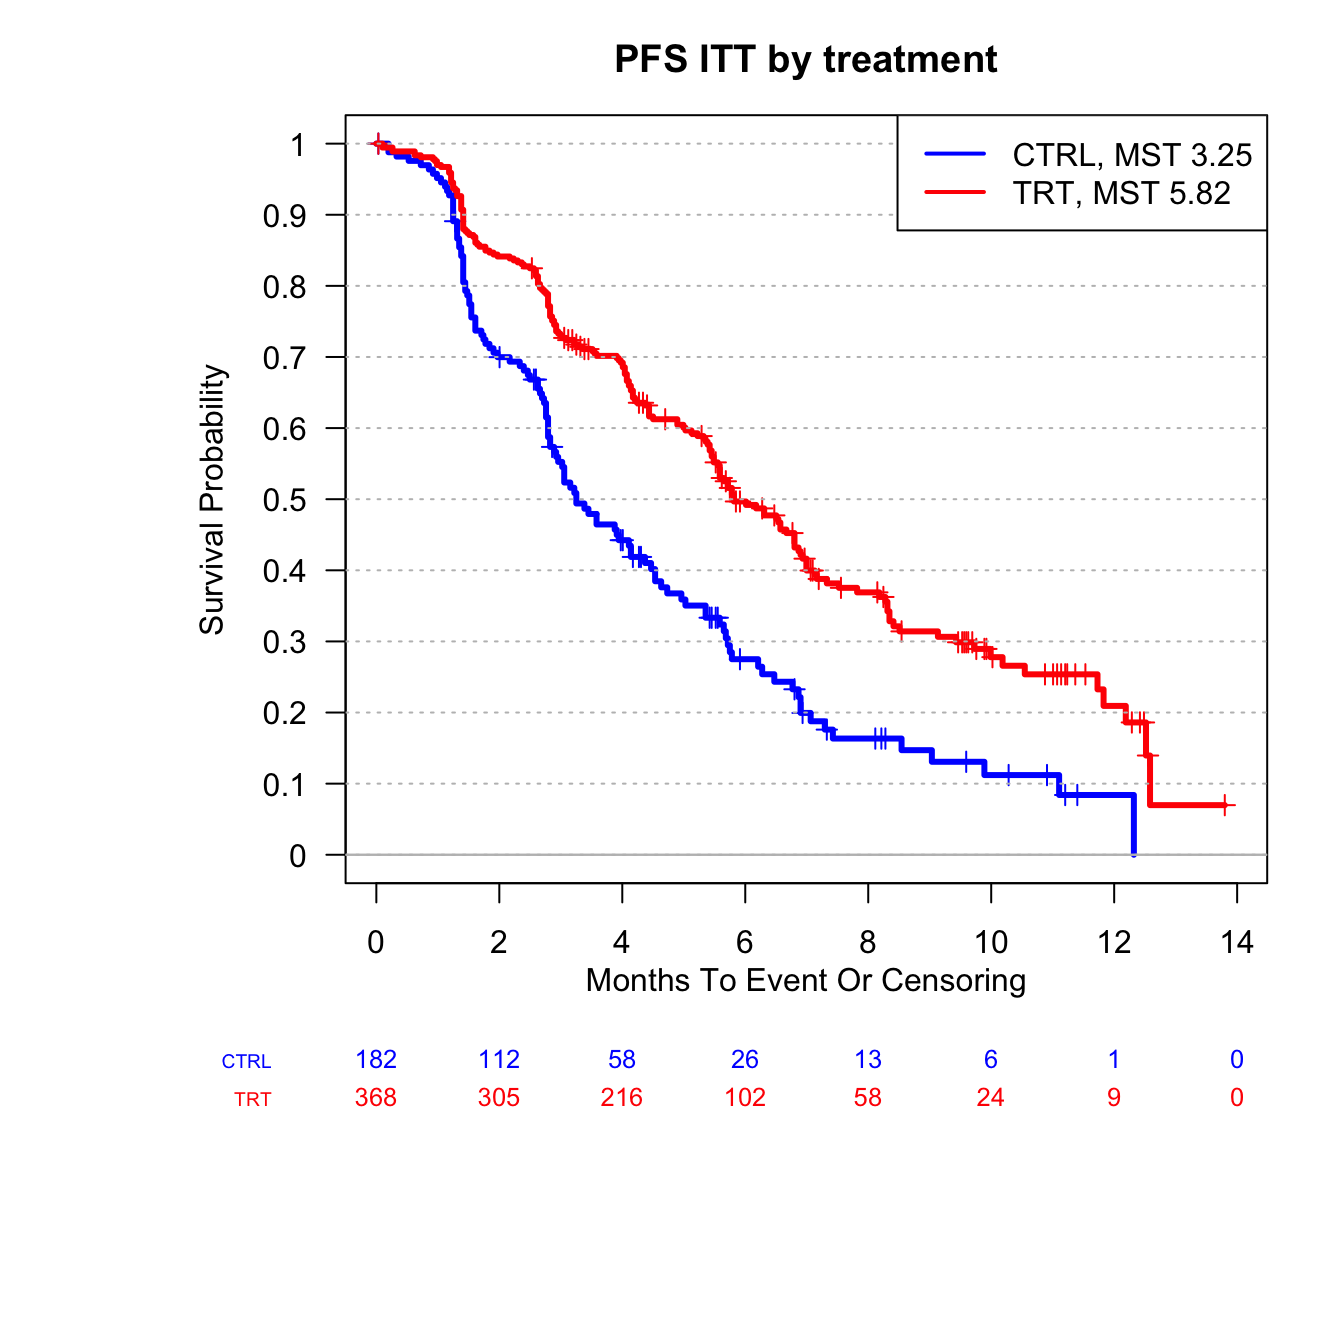 PFS ITT by treatment
CTRL, MST 3.25
TRT, MST 5.82
Survival Probability
1
0.9
0.8
0.7
0.6
0.5
0.4
0.3
0.2
0.1
0
0 2 4 6 8 10 12 14
Months To Event Or Censoring
CTRL 182 112 58 26 13 6 1 0
TRT 368 305 216 102 58 24 9 0